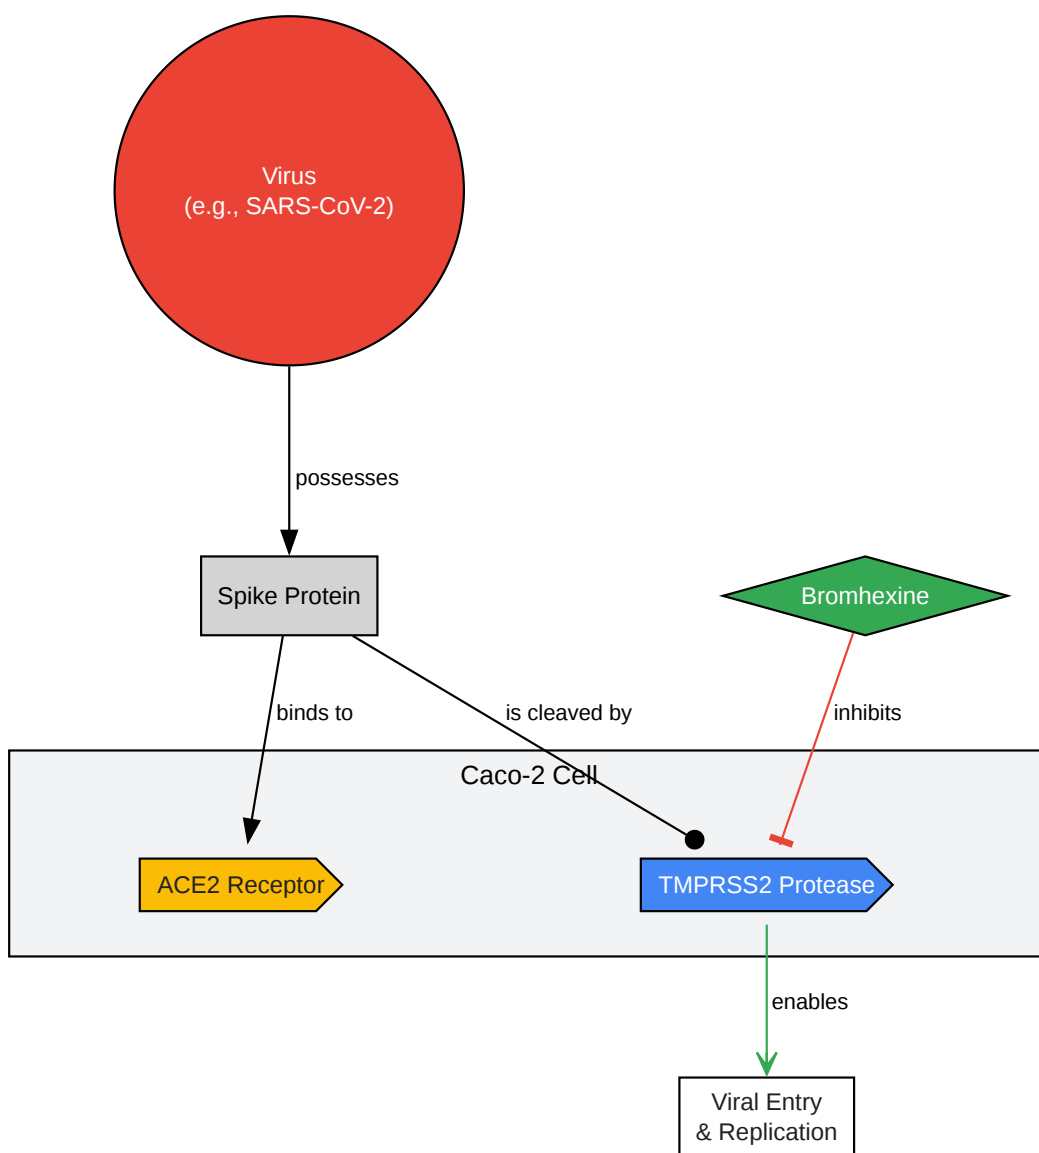 Virus
(e.g., SARS-CoV-2)
possesses
Spike Protein
Bromhexine
binds to
is cleaved by
inhibits
Caco-2 Cell
ACE2 Receptor
TMPRSS2 Protease
enables
Viral Entry
& Replication